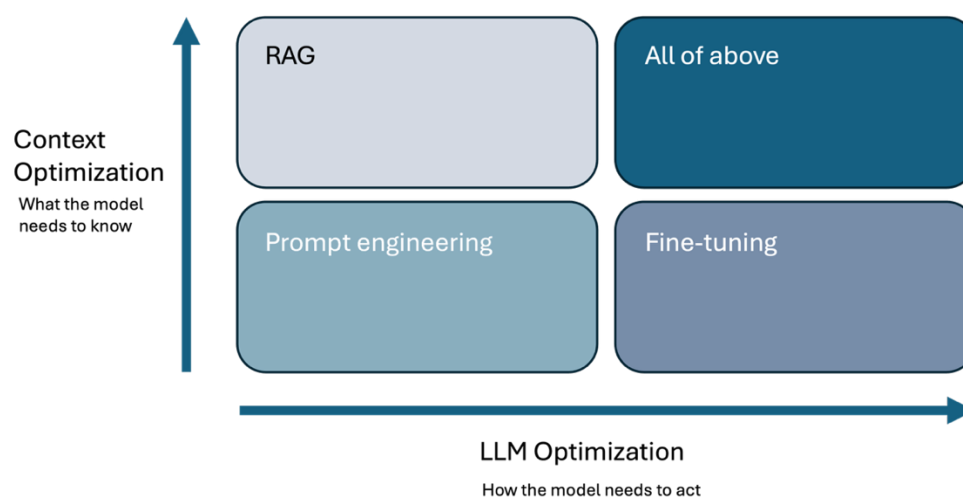 RAG
All of above
Context
Optimization
What the model
needs to know
Prompt engineering
Fine-tuning
LLM Optimization
How the model needs to act